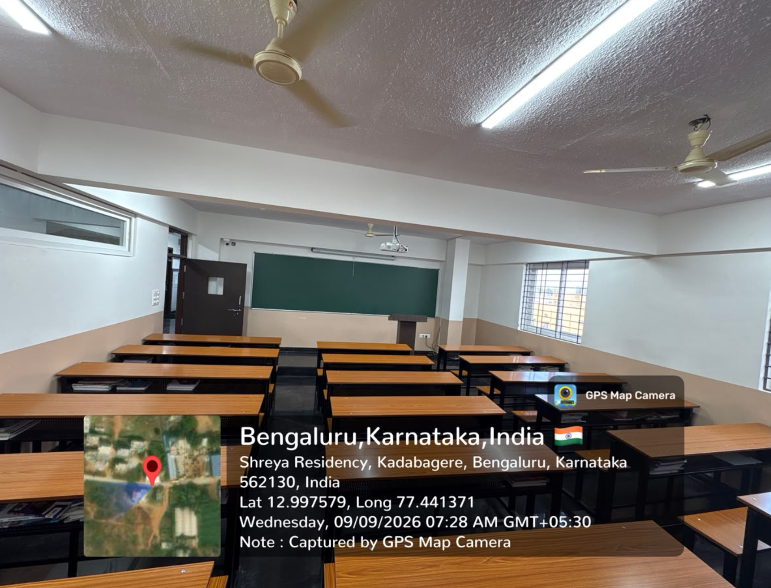 GPS Map Camera
Bengaluru,Karnataka,India
Shreya Residency, Kadabagere, Bengaluru, Karnataka
562130, India
Lat 12.997579, Long 77.441371
Wednesday, 09/09/2026 07:28 AM GMT+05:30
Note : Captured by GPS Map Camera